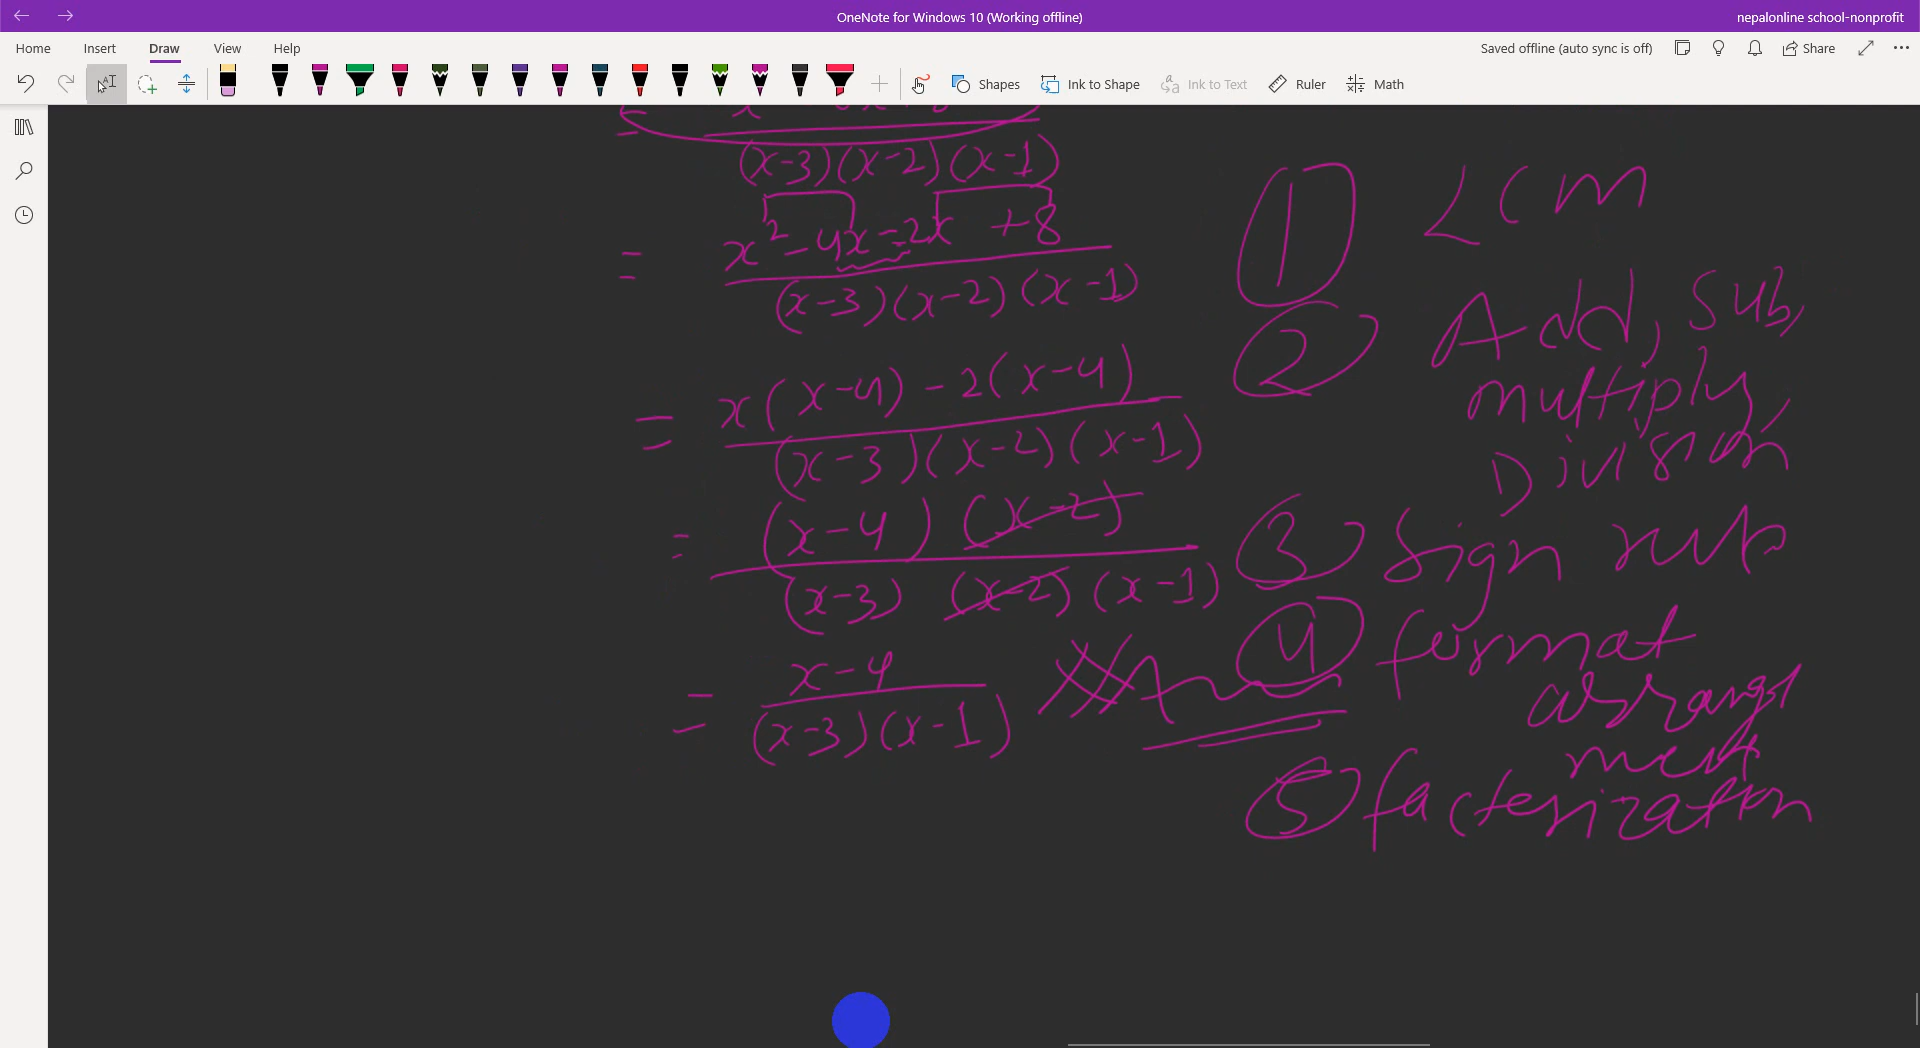 OneNote for Windows 10 (Working offline)
nepalonline school-nonprofit
Home Insert Draw View Help
Saved offline (auto sync is off) Share
Shapes Ink to Shape Ink to Text Ruler Math
=
(x-3)(x-2)(x-1)
= x² - 4x - 2x + 8
(x-3)(x-2)(x-1)
= x(x-4) - 2(x-4)
(x-3)(x-2)(x-1)
= (x-4)(x-2)
(x-3)(x-2)(x-1)
= x-4
(x-3)(x-1)
① LCM
② Add, Sub,
multiply,
Division
③ Sign
④ format
arrangement
⑤ facterization